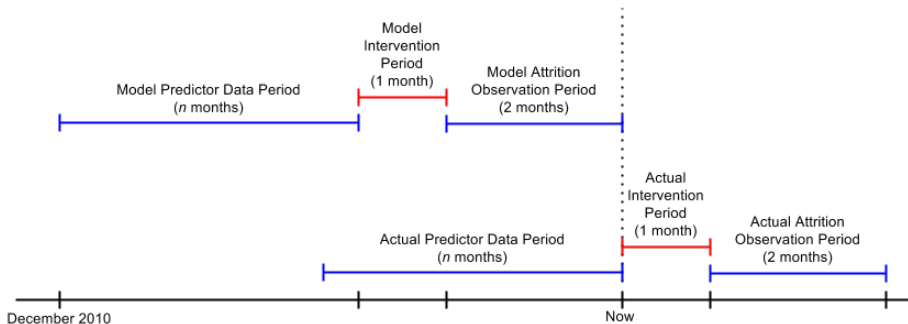 Model
Intervention
Period
(1 month)
Model Predictor Data Period
(n months)
Model Attrition
Observation Period
(2 months)
Actual
Intervention
Period
(1 month)
Actual Predictor Data Period
(n months)
Actual Attrition
Observation Period
(2 months)
December 2010
Now